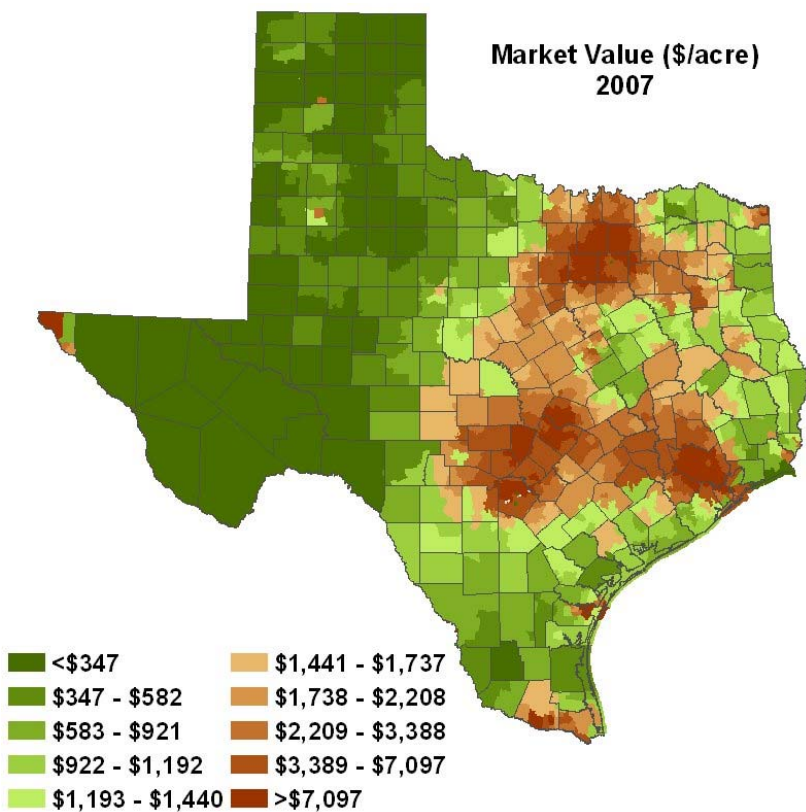 Market Value ($/acre)
2007
<$347
$347 - $582
$583 - $921
$922 - $1,192
$1,193 - $1,440
$1,441 - $1,737
$1,738 - $2,208
$2,209 - $3,388
$3,389 - $7,097
>$7,097